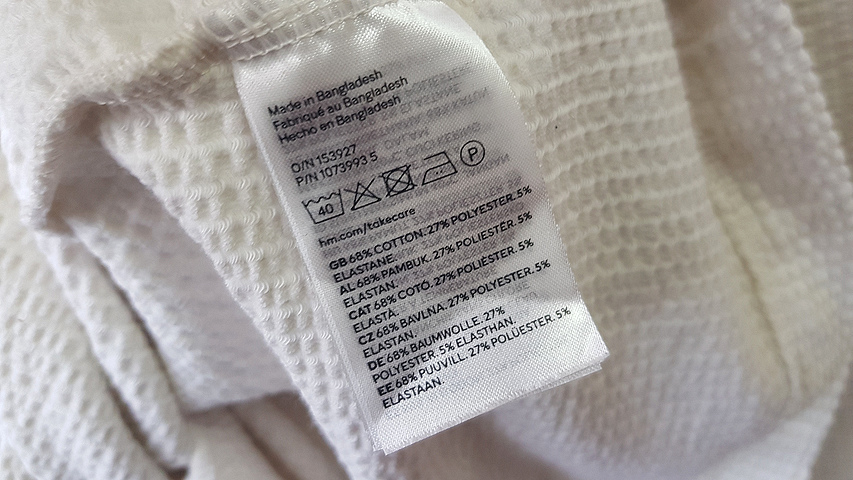 Made in Bangladesh
Fabriqué au Bangladesh
Hecho en Bangladesh
O/N 153927
P/N 1073993 5
40 P
hm.com/takecare
GB 68% COTTON. 27% POLYESTER. 5%
ELASTANE.
AL 68% PAMBUK. 27% POLIESTËR. 5%
ELASTAN.
CAT 68% COTÓ. 27% POLIÈSTER. 5%
ELASTÀ.
CZ 68% BAVLNA. 27% POLYESTER. 5%
ELASTAN.
DE 68% BAUMWOLLE. 27%
POLYESTER. 5% ELASTHAN.
EE 68% PUUVILL. 27% POLÜESTER. 5%
ELASTAAN.